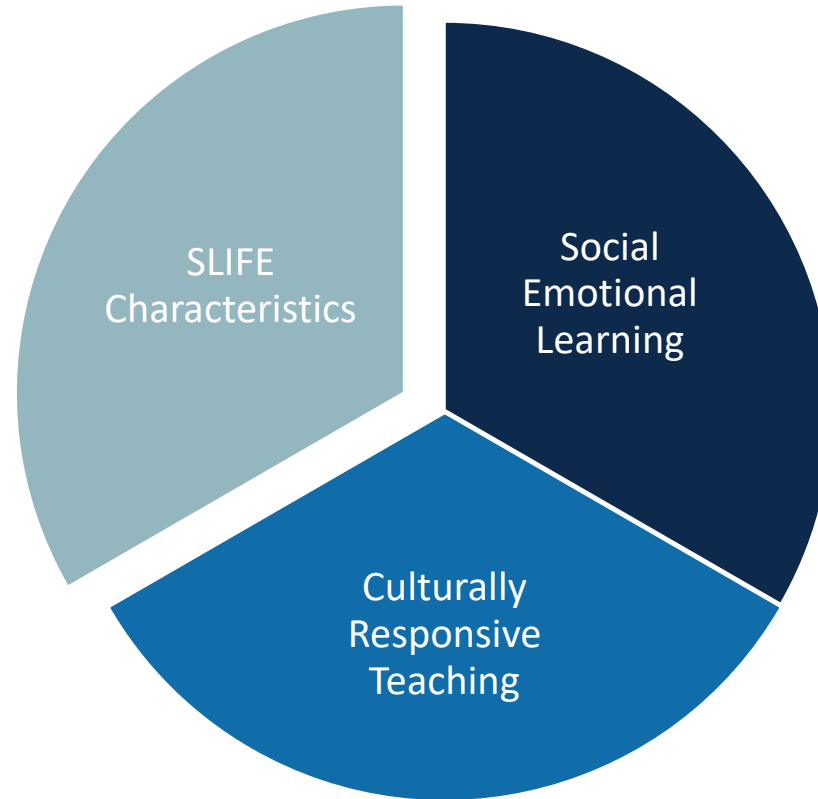 SLIFE
Characteristics
Social
Emotional
Learning
Culturally
Responsive
Teaching